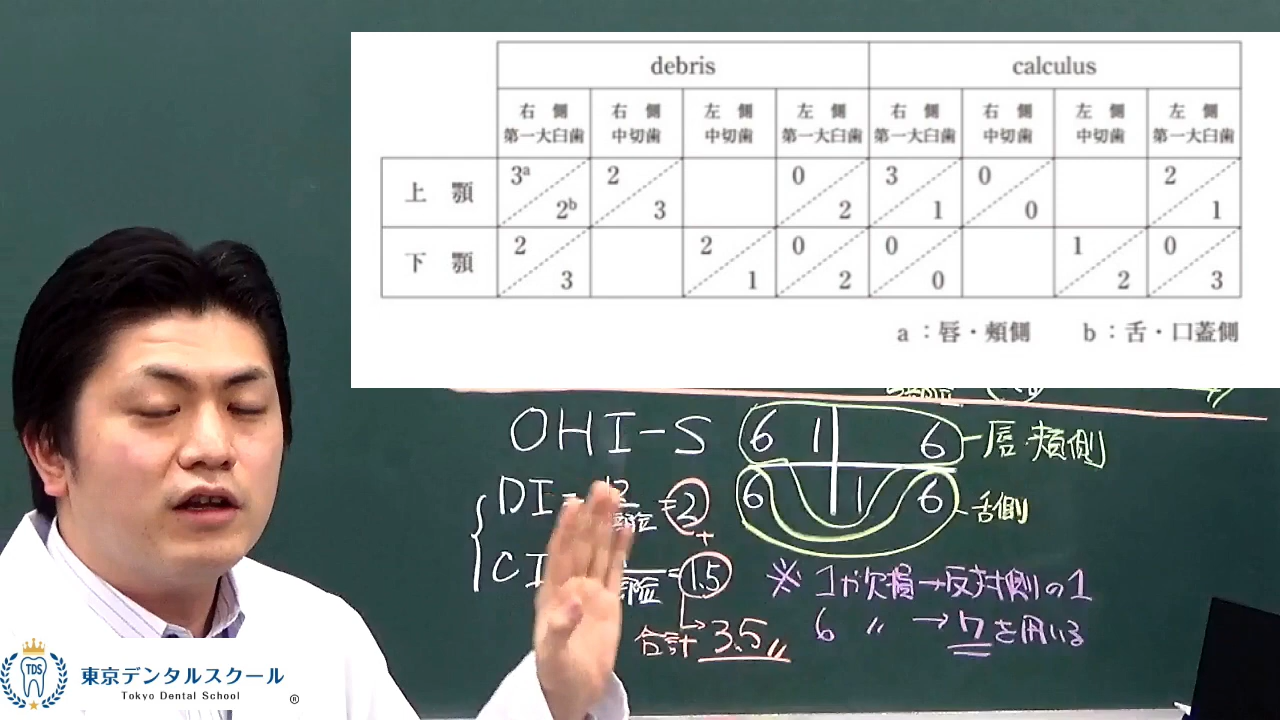 debris calculus
右側第一大臼歯 右側中切歯 左側中切歯 左側第一大臼歯 右側第一大臼歯 右側中切歯 左側中切歯 左側第一大臼歯
上顎 3a 2b 2 3 0 2 3 1 0 0 2 1
下顎 2 3 2 1 0 2 0 0 1 2 0 3
a：唇・頰側 b：舌・口蓋側
OHI-S 6 1 6 唇・頬側
DI= 12 =2 6 1 6 舌側
+
CI =1.5 ※ 1が欠損→反対側の1
合計 3.5 6 〃 →7を用いる
TDS
東京デンタルスクール
Tokyo Dental School ®